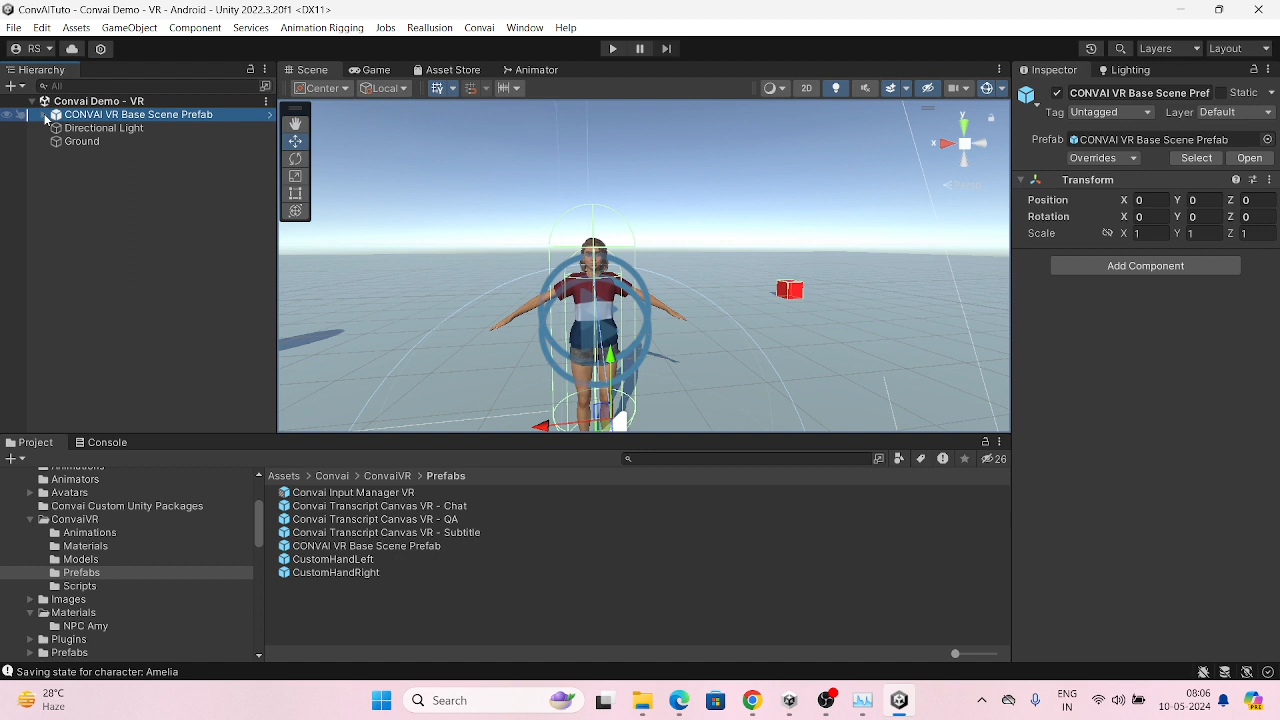 ConvAITuto - Convai Demo - VR - Android - Unity 2022.3.20f1 <DX11>
File Edit Assets GameObject Component Services Animation Rigging Jobs Reallusion Convai Window Help
RS Layers Layout
Hierarchy Scene Game Asset Store Animator Inspector Lighting
All Center Local 2D CONVAI VR Base Scene Pref Static
Convai Demo - VR
CONVAI VR Base Scene Prefab Tag Untagged Layer Default
Directional Light
Ground Prefab CONVAI VR Base Scene Prefab
Overrides Select Open
y
x
Persp
Transform
Position X 0 Y 0 Z 0
Rotation X 0 Y 0 Z 0
Scale X 1 Y 1 Z 1
Add Component
Project Console
26
Animations
Animators
Avatars
Convai Custom Unity Packages
ConvaiVR
Animations
Materials
Models
Prefabs
Scripts
Images
Materials
NPC Amy
Plugins
Prefabs
Assets > Convai > ConvaiVR > Prefabs
Convai Input Manager VR
Convai Transcript Canvas VR - Chat
Convai Transcript Canvas VR - QA
Convai Transcript Canvas VR - Subtitle
CONVAI VR Base Scene Prefab
CustomHandLeft
CustomHandRight
Saving state for character: Amelia
28°C
Haze
Search
ENG
IN
08:06
10-05-2024
PRE